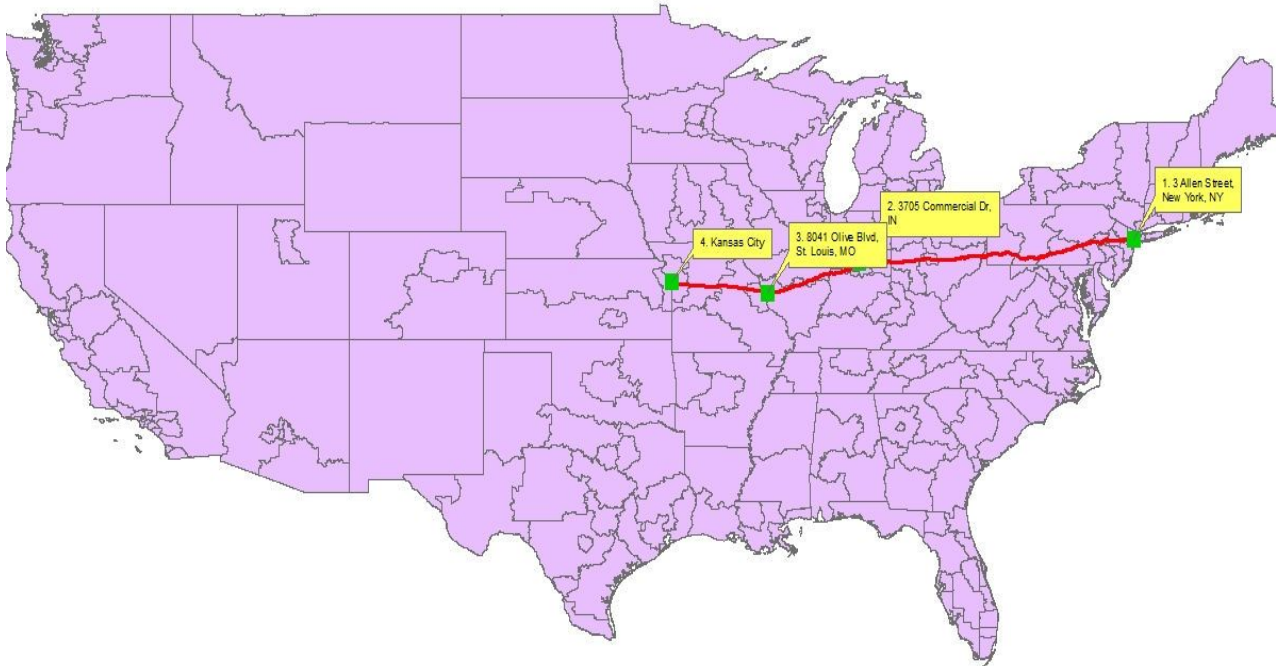 1. 3 Allen Street,
New York, NY
2. 3705 Commercial Dr,
IN
3. 8041 Olive Blvd,
St. Louis, MO
4. Kansas City